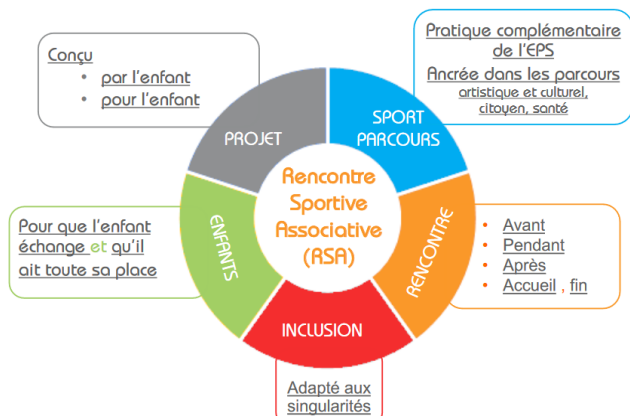 Conçu
• par l'enfant
• pour l'enfant
Pratique complémentaire
de l'EPS
Ancrée dans les parcours
artistique et culturel,
citoyen, santé
PROJET
SPORT
PARCOURS
Rencontre
Sportive
Associative
(RSA)
ENFANTS
RENCONTRE
INCLUSION
Pour que l'enfant
échange et qu'il
ait toute sa place
• Avant
• Pendant
• Après
• Accueil , fin
Adapté aux
singularités